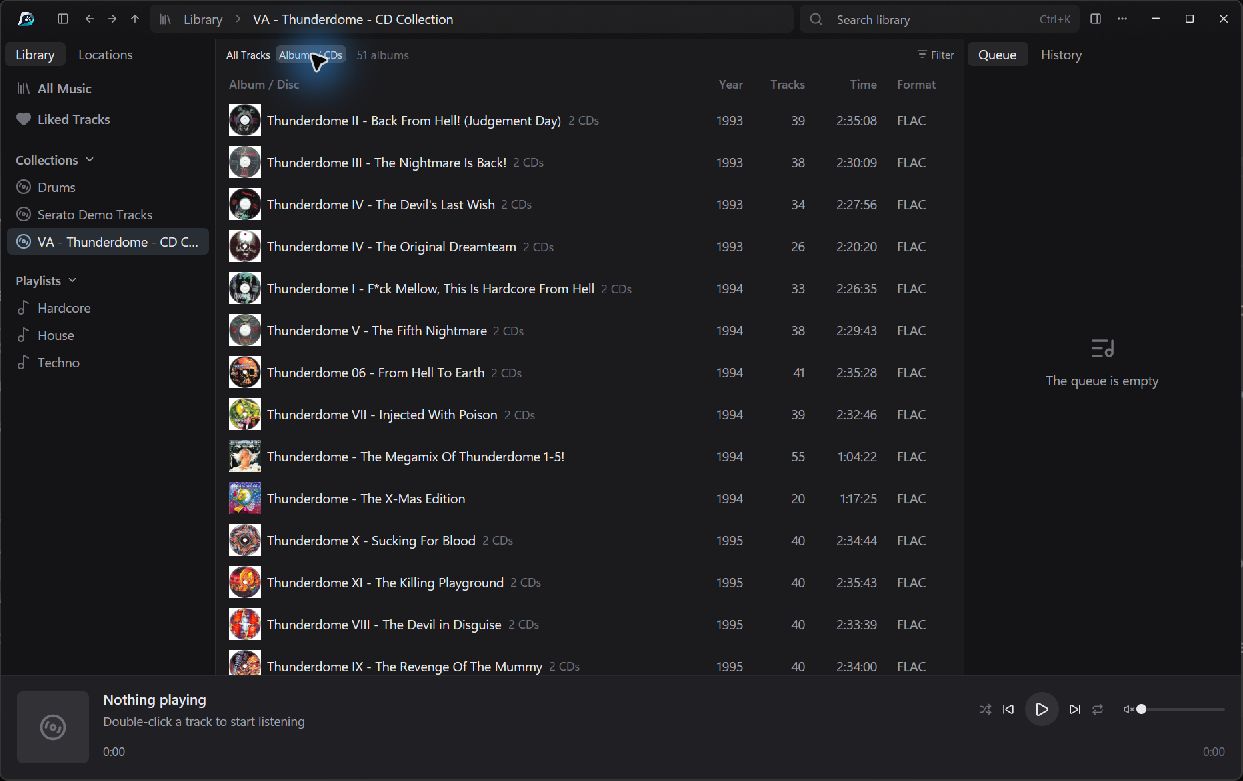 Library > VA - Thunderdome - CD Collection
Search library Ctrl+K
Library Locations
All Music
Liked Tracks
Collections
Drums
Serato Demo Tracks
VA - Thunderdome - CD C...
Playlists
Hardcore
House
Techno
All Tracks Albums / CDs 51 albums Filter
Album / Disc Year Tracks Time Format
Thunderdome II - Back From Hell! (Judgement Day) 2 CDs 1993 39 2:35:08 FLAC
Thunderdome III - The Nightmare Is Back! 2 CDs 1993 38 2:30:09 FLAC
Thunderdome IV - The Devil's Last Wish 2 CDs 1993 34 2:27:56 FLAC
Thunderdome IV - The Original Dreamteam 2 CDs 1993 26 2:20:20 FLAC
Thunderdome I - F*ck Mellow, This Is Hardcore From Hell 2 CDs 1994 33 2:26:35 FLAC
Thunderdome V - The Fifth Nightmare 2 CDs 1994 38 2:29:43 FLAC
Thunderdome 06 - From Hell To Earth 2 CDs 1994 41 2:35:28 FLAC
Thunderdome VII - Injected With Poison 2 CDs 1994 39 2:32:46 FLAC
Thunderdome - The Megamix Of Thunderdome 1-5! 1994 55 1:04:22 FLAC
Thunderdome - The X-Mas Edition 1994 20 1:17:25 FLAC
Thunderdome X - Sucking For Blood 2 CDs 1995 40 2:34:44 FLAC
Thunderdome XI - The Killing Playground 2 CDs 1995 40 2:35:43 FLAC
Thunderdome VIII - The Devil in Disguise 2 CDs 1995 40 2:33:39 FLAC
Thunderdome IX - The Revenge Of The Mummy 2 CDs 1995 40 2:34:00 FLAC
Queue History
The queue is empty
Nothing playing
Double-click a track to start listening
0:00 0:00